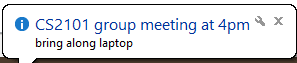 CS2101 group meeting at 4pm
bring along laptop